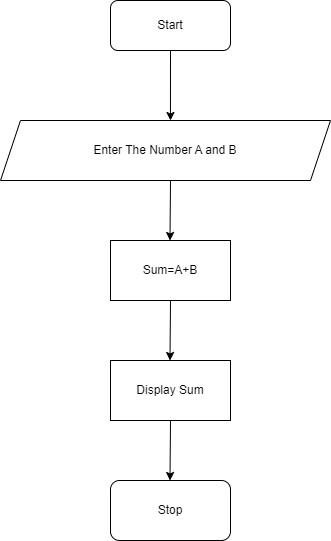 Start
Enter The Number A and B
Sum=A+B
Display Sum
Stop